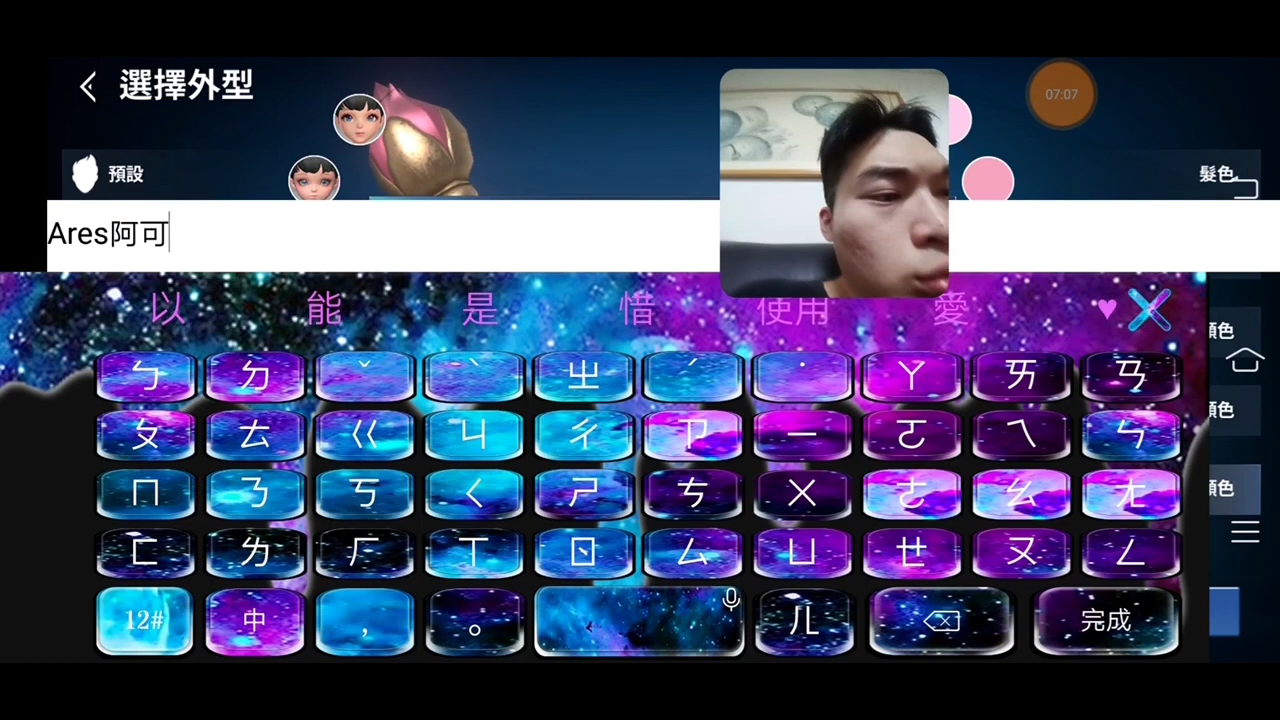 選擇外型
07:07
預設
髮色
Ares阿可
以 能 是 惜 使用 愛 ♥
顏色
ㄅ ㄉ ˇ ˋ ㄓ ˊ ˙ ㄚ ㄞ ㄢ
顏色
ㄆ ㄊ ㄍ ㄐ ㄔ ㄗ ㄧ ㄛ ㄟ ㄣ
顏色
ㄇ ㄋ ㄎ ㄑ ㄕ ㄘ ㄨ ㄜ ㄠ ㄤ
ㄈ ㄌ ㄏ ㄒ ㄖ ㄙ ㄩ ㄝ ㄡ ㄥ
12# 中 , 。 ㄦ 完成